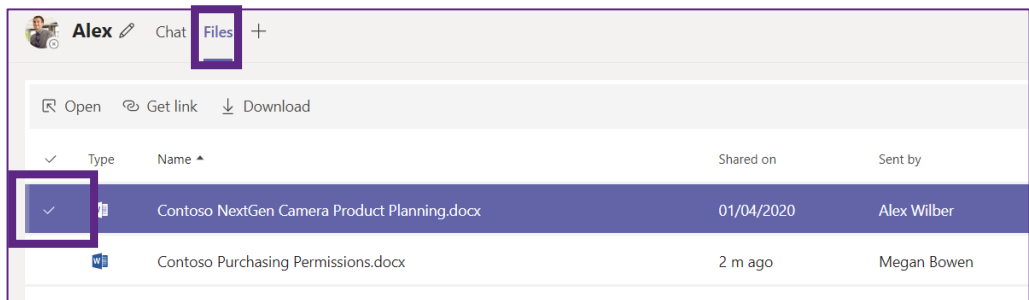 Alex Chat Files
Open Get link Download
Type Name Shared on Sent by
Contoso NextGen Camera Product Planning.docx 01/04/2020 Alex Wilber
Contoso Purchasing Permissions.docx 2 m ago Megan Bowen